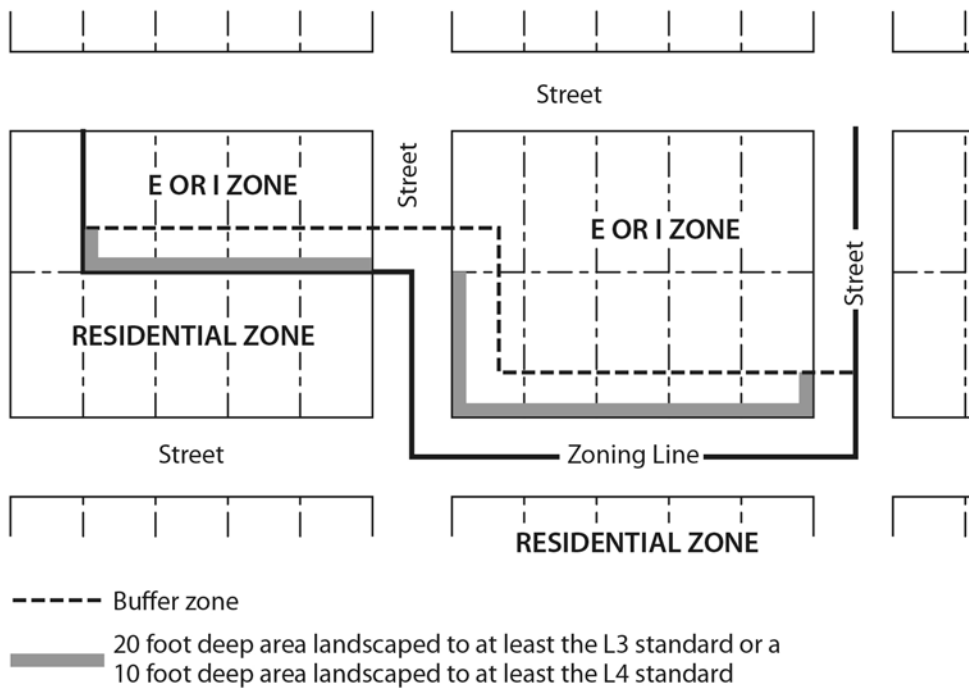 Street
Street
E OR I ZONE
E OR I ZONE
Street
RESIDENTIAL ZONE
Street
Zoning Line
RESIDENTIAL ZONE
Buffer zone
20 foot deep area landscaped to at least the L3 standard or a
10 foot deep area landscaped to at least the L4 standard